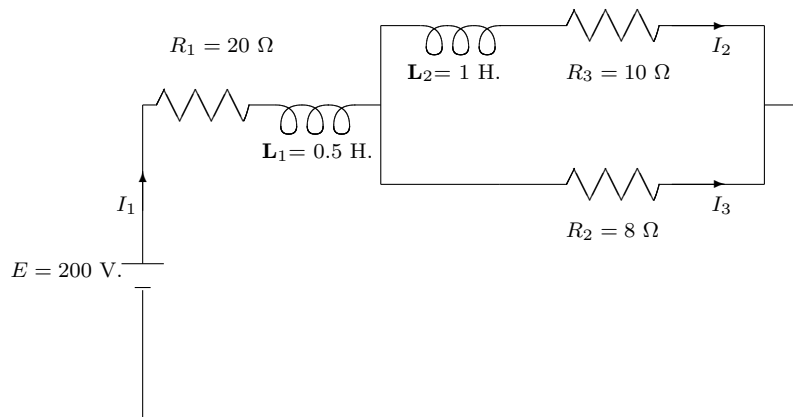 R₁ = 20 Ω
I₂
L₂= 1 H.
R₃ = 10 Ω
L₁= 0.5 H.
I₁
I₃
R₂ = 8 Ω
E = 200 V.